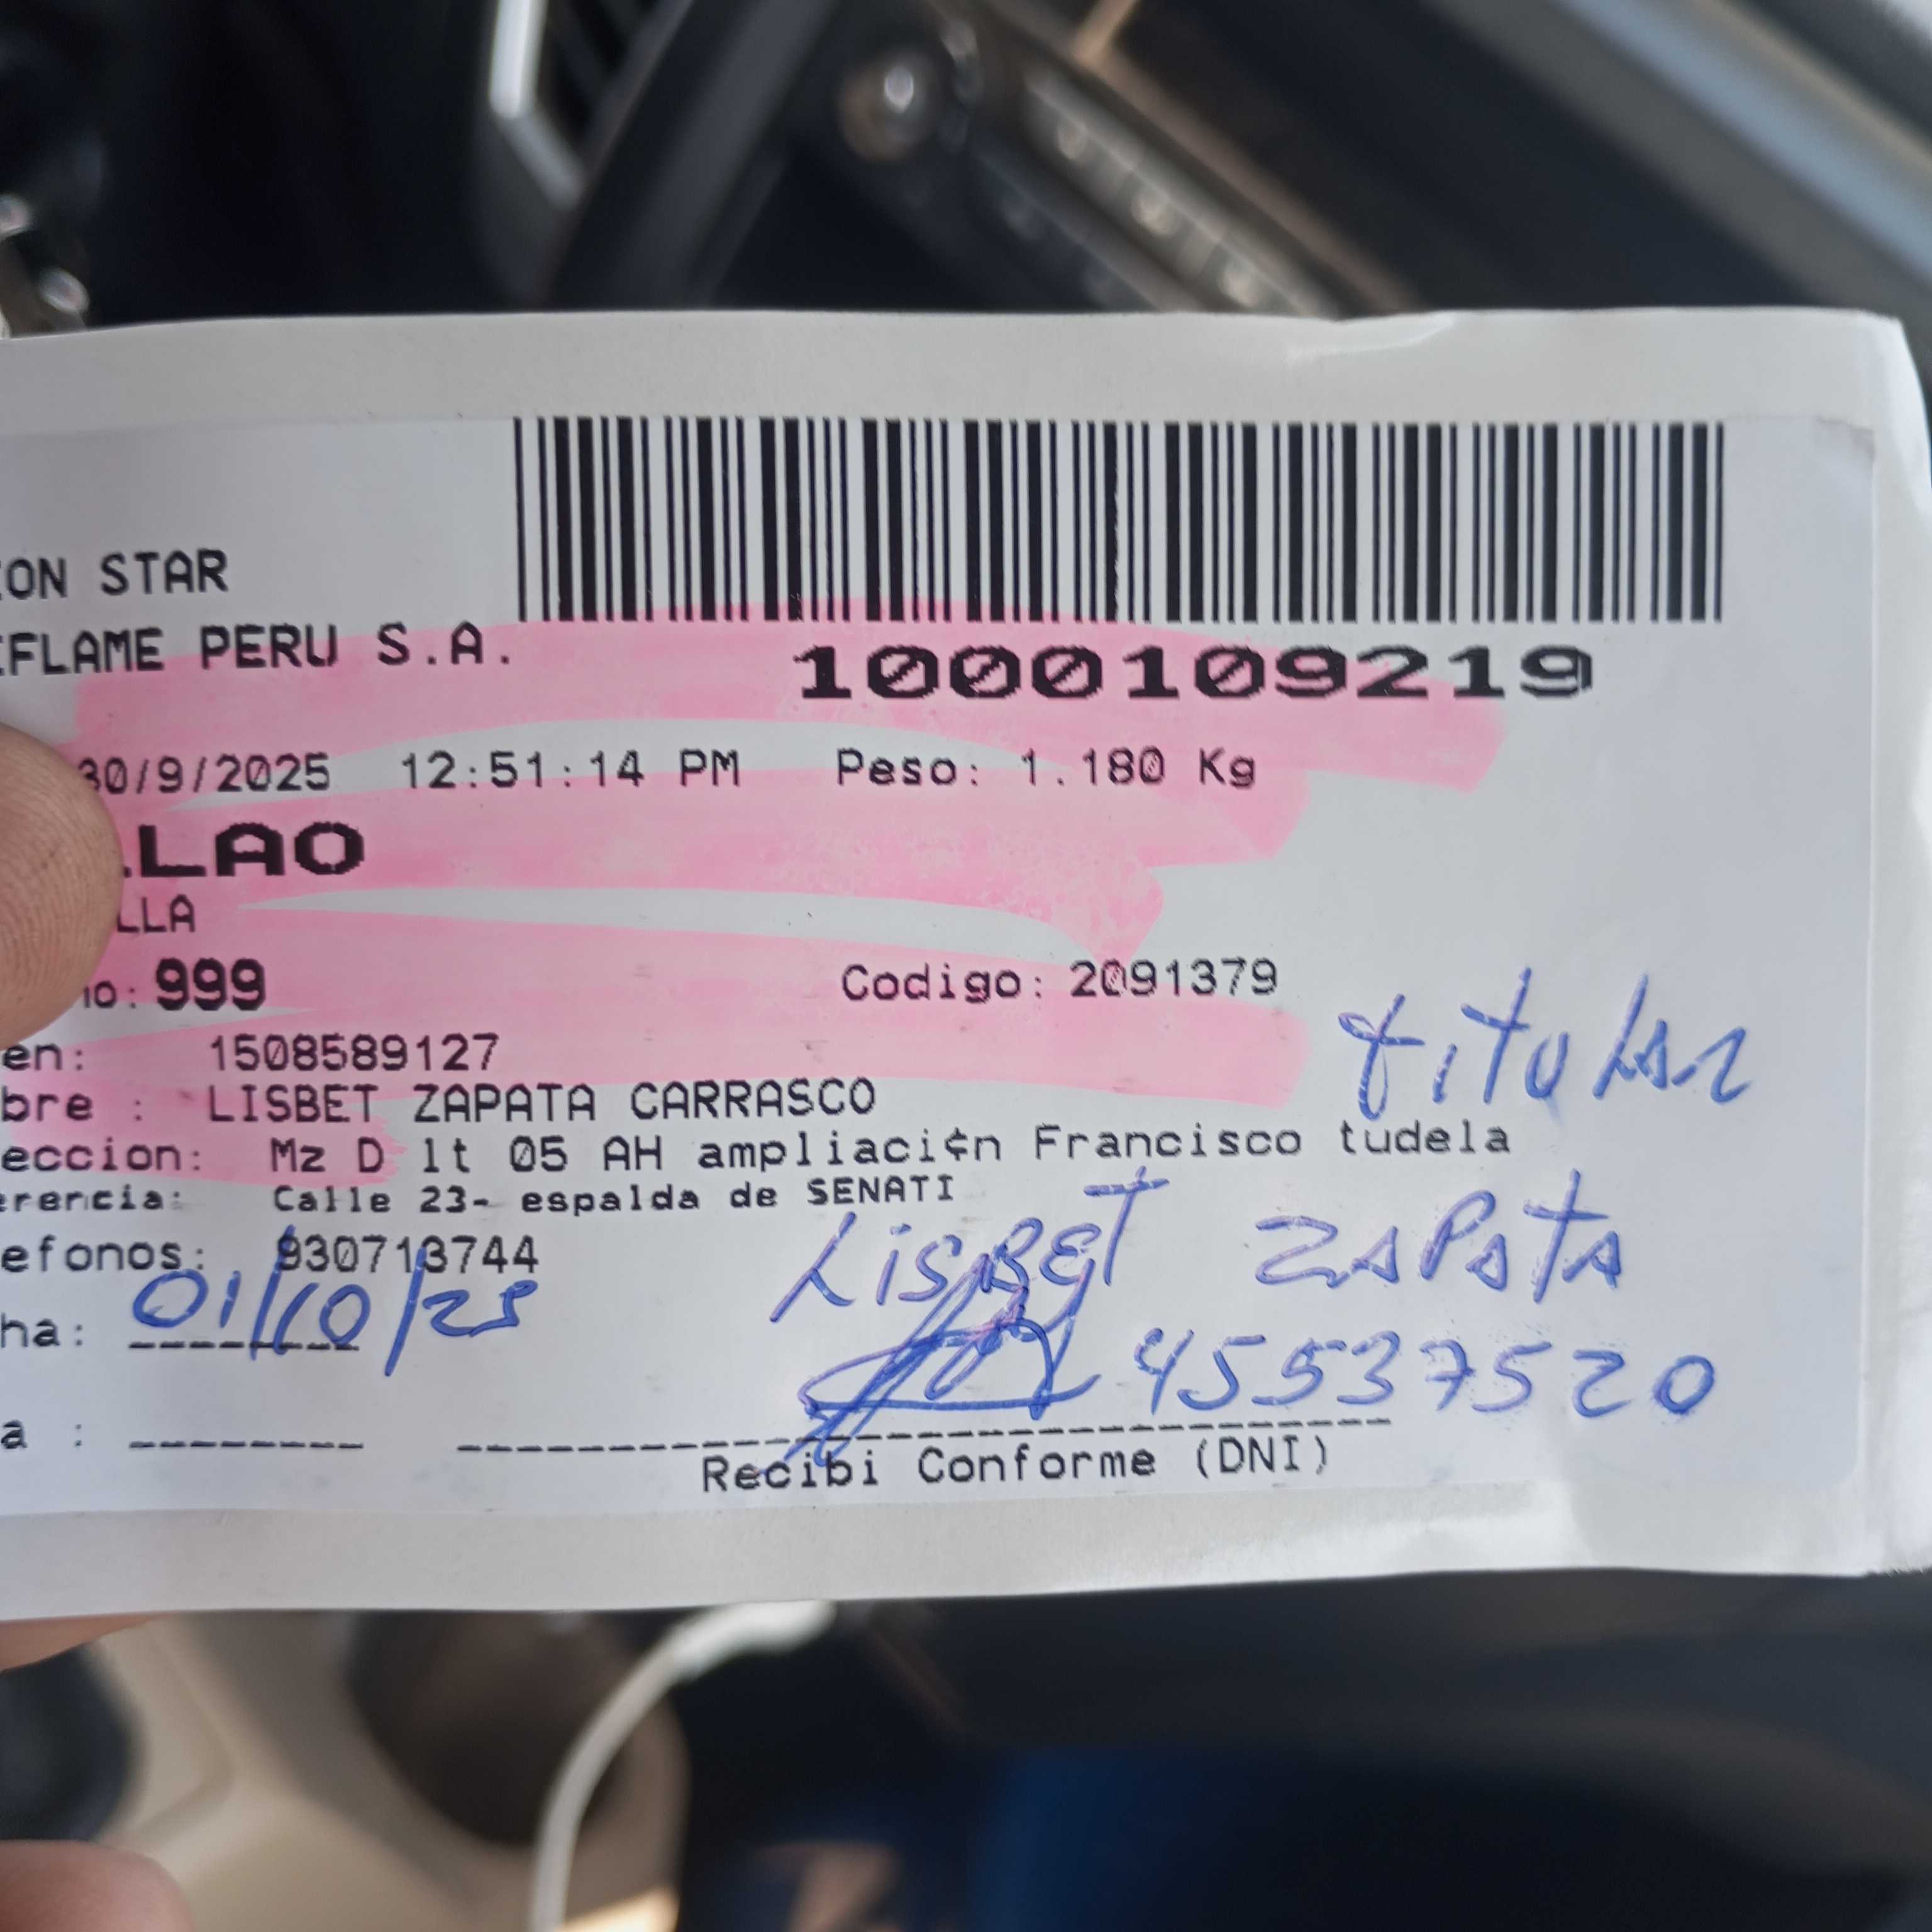 ON STAR
FLAME PERU S.A.
1000109219
30/9/2025 12:51:14 PM Peso: 1.180 Kg
LAO
LLA
no: 999 Codigo: 2091379
titular
en: 1508589127
bre : LISBET ZAPATA CARRASCO
eccion: Mz D lt 05 AH ampliaci¢n Francisco tudela
erencia: Calle 23- espalda de SENATI
efonos: 930713744
LISBET ZAPATA
ha: 01/10/25
45537520
a :
Recibi Conforme (DNI)